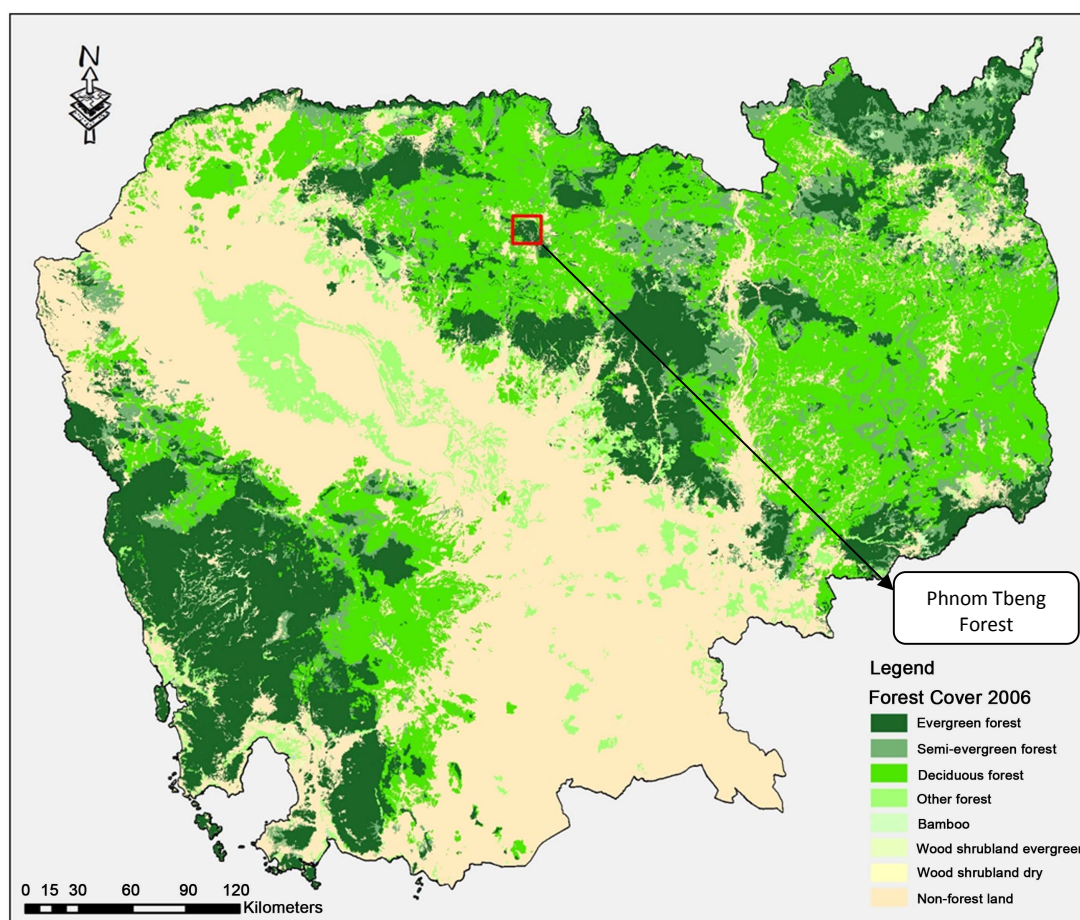 N
Phnom Tbeng
Forest
Legend
Forest Cover 2006
Evergreen forest
Semi-evergreen forest
Deciduous forest
Other forest
Bamboo
Wood shrubland evergreen
Wood shrubland dry
Non-forest land
0 15 30 60 90 120
Kilometers